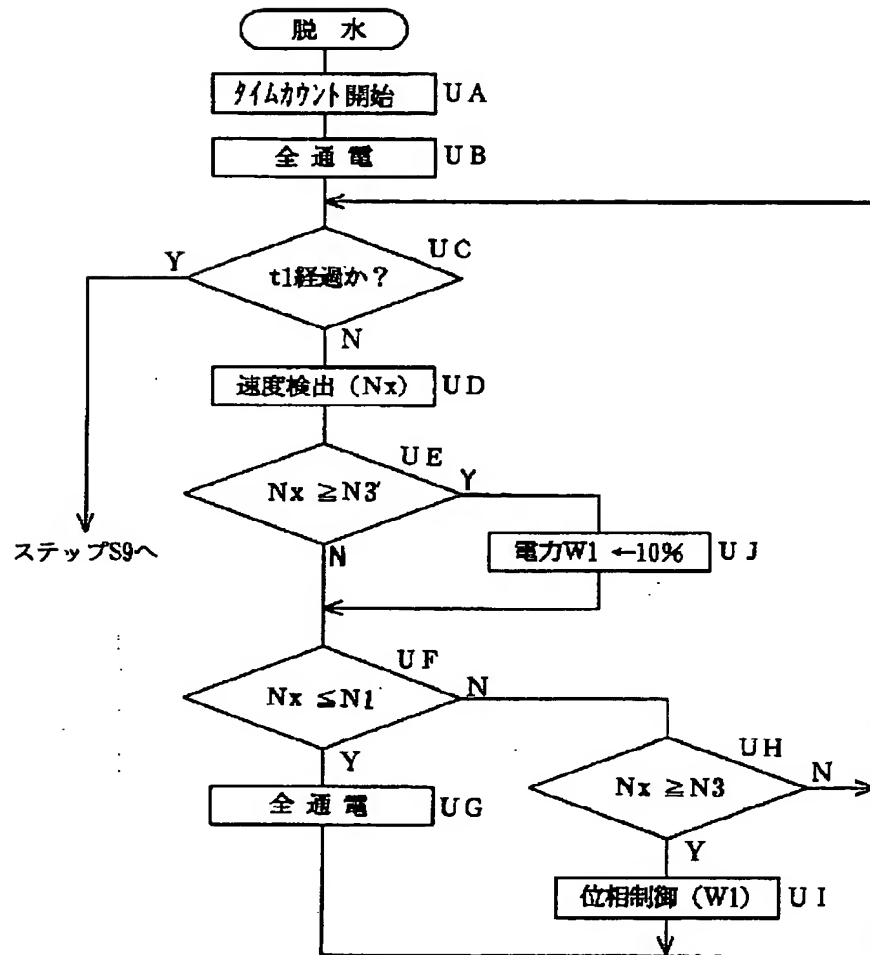 脱 水
タイムカウント開始 UA
全 通 電 UB
Y
t1経過か? UC
N
速度検出 (Nx) UD
Nx ≧N3' UE
Y
ステップS9へ
N
電力W1 ←10% UJ
Nx ≦N1 UF
N
Y
全 通 電 UG
Nx ≧N3 UH
N
Y
位相制御 (W1) UI